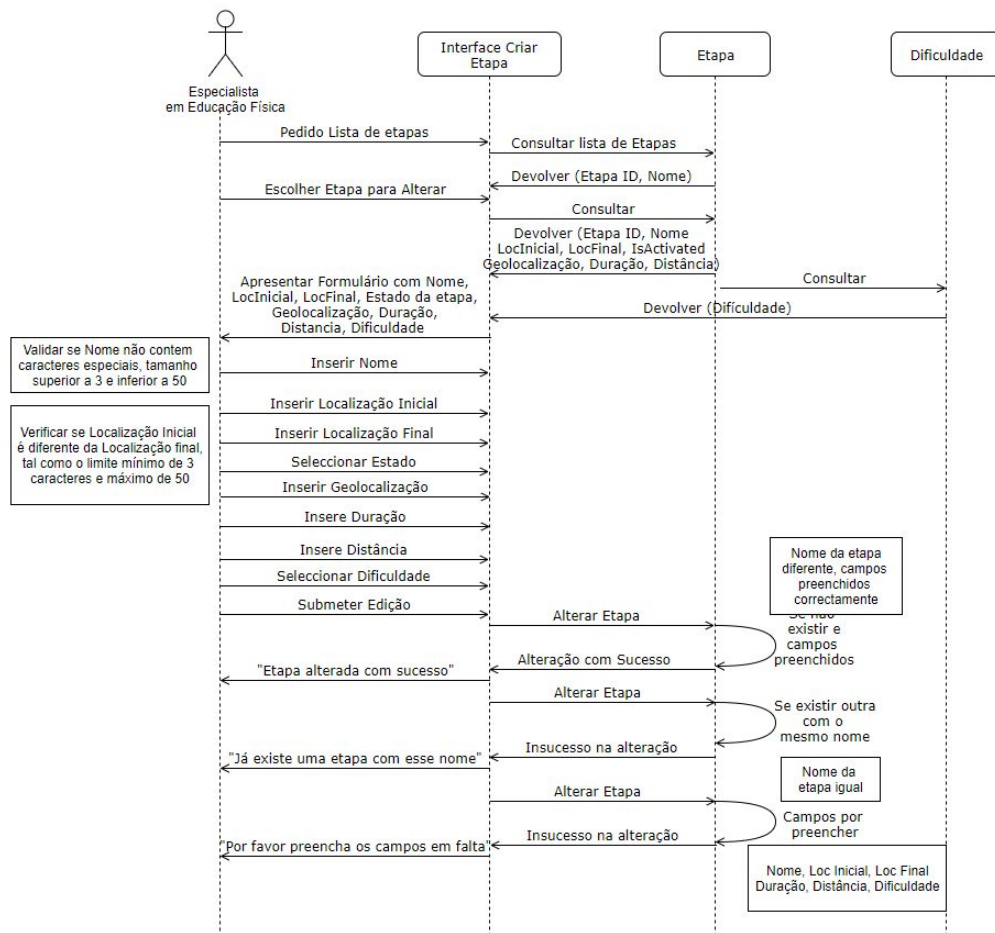 Interface Criar
Etapa
Etapa
Dificuldade
Especialista
em Educação Física
Pedido Lista de etapas
Consultar lista de Etapas
Devolver (Etapa ID, Nome)
Escolher Etapa para Alterar
Consultar
Devolver (Etapa ID, Nome
LocInicial, LocFinal, IsActivated
Geolocalização, Duração, Distância)
Consultar
Apresentar Formulário com Nome,
LocInicial, LocFinal, Estado da etapa,
Geolocalização, Duração,
Distancia, Dificuldade
Devolver (Difículdade)
Validar se Nome não contem
caracteres especiais, tamanho
superior a 3 e inferior a 50
Inserir Nome
Inserir Localização Inicial
Verificar se Localização Inicial
é diferente da Localização final,
tal como o limite mínimo de 3
caracteres e máximo de 50
Inserir Localização Final
Seleccionar Estado
Inserir Geolocalização
Insere Duração
Insere Distância
Seleccionar Dificuldade
Submeter Edição
Nome da etapa
diferente, campos
preenchidos
correctamente
Alterar Etapa
Se não
existir e
campos
preenchidos
Alteração com Sucesso
"Etapa alterada com sucesso"
Alterar Etapa
Se existir outra
com o
mesmo nome
Insucesso na alteração
"Já existe uma etapa com esse nome"
Nome da
etapa igual
Alterar Etapa
Campos por
preencher
Insucesso na alteração
"Por favor preencha os campos em falta"
Nome, Loc Inicial, Loc Final
Duração, Distância, Dificuldade